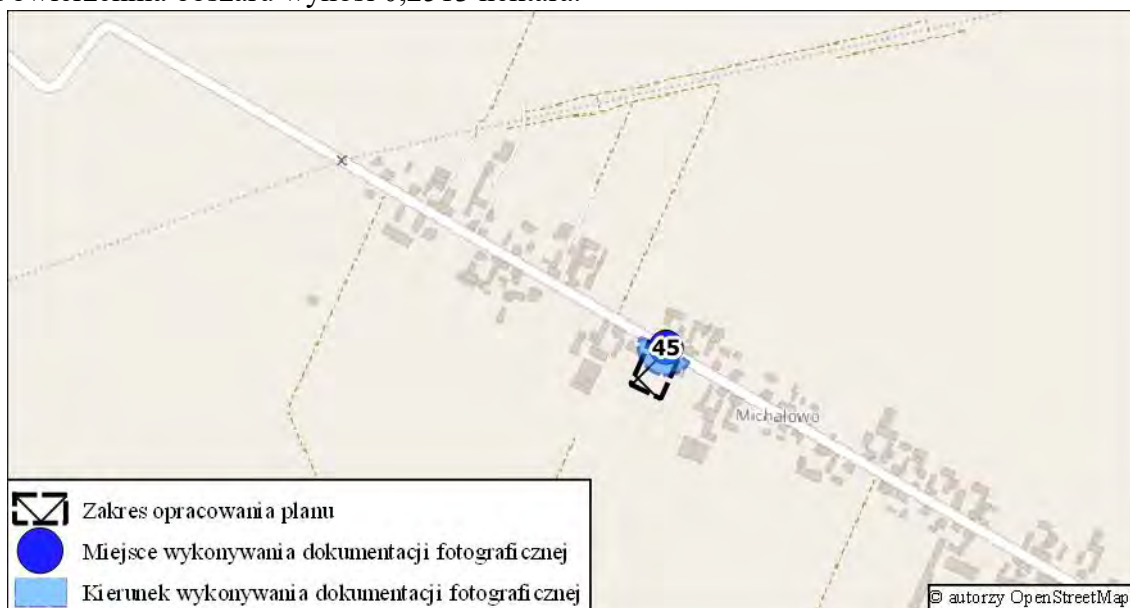 45
Michałowo
Zakres opracowania planu
Miejsce wykonywania dokumentacji fotograficznej
Kierunek wykonywania dokumentacji fotograficznej
© autorzy OpenStreetMap